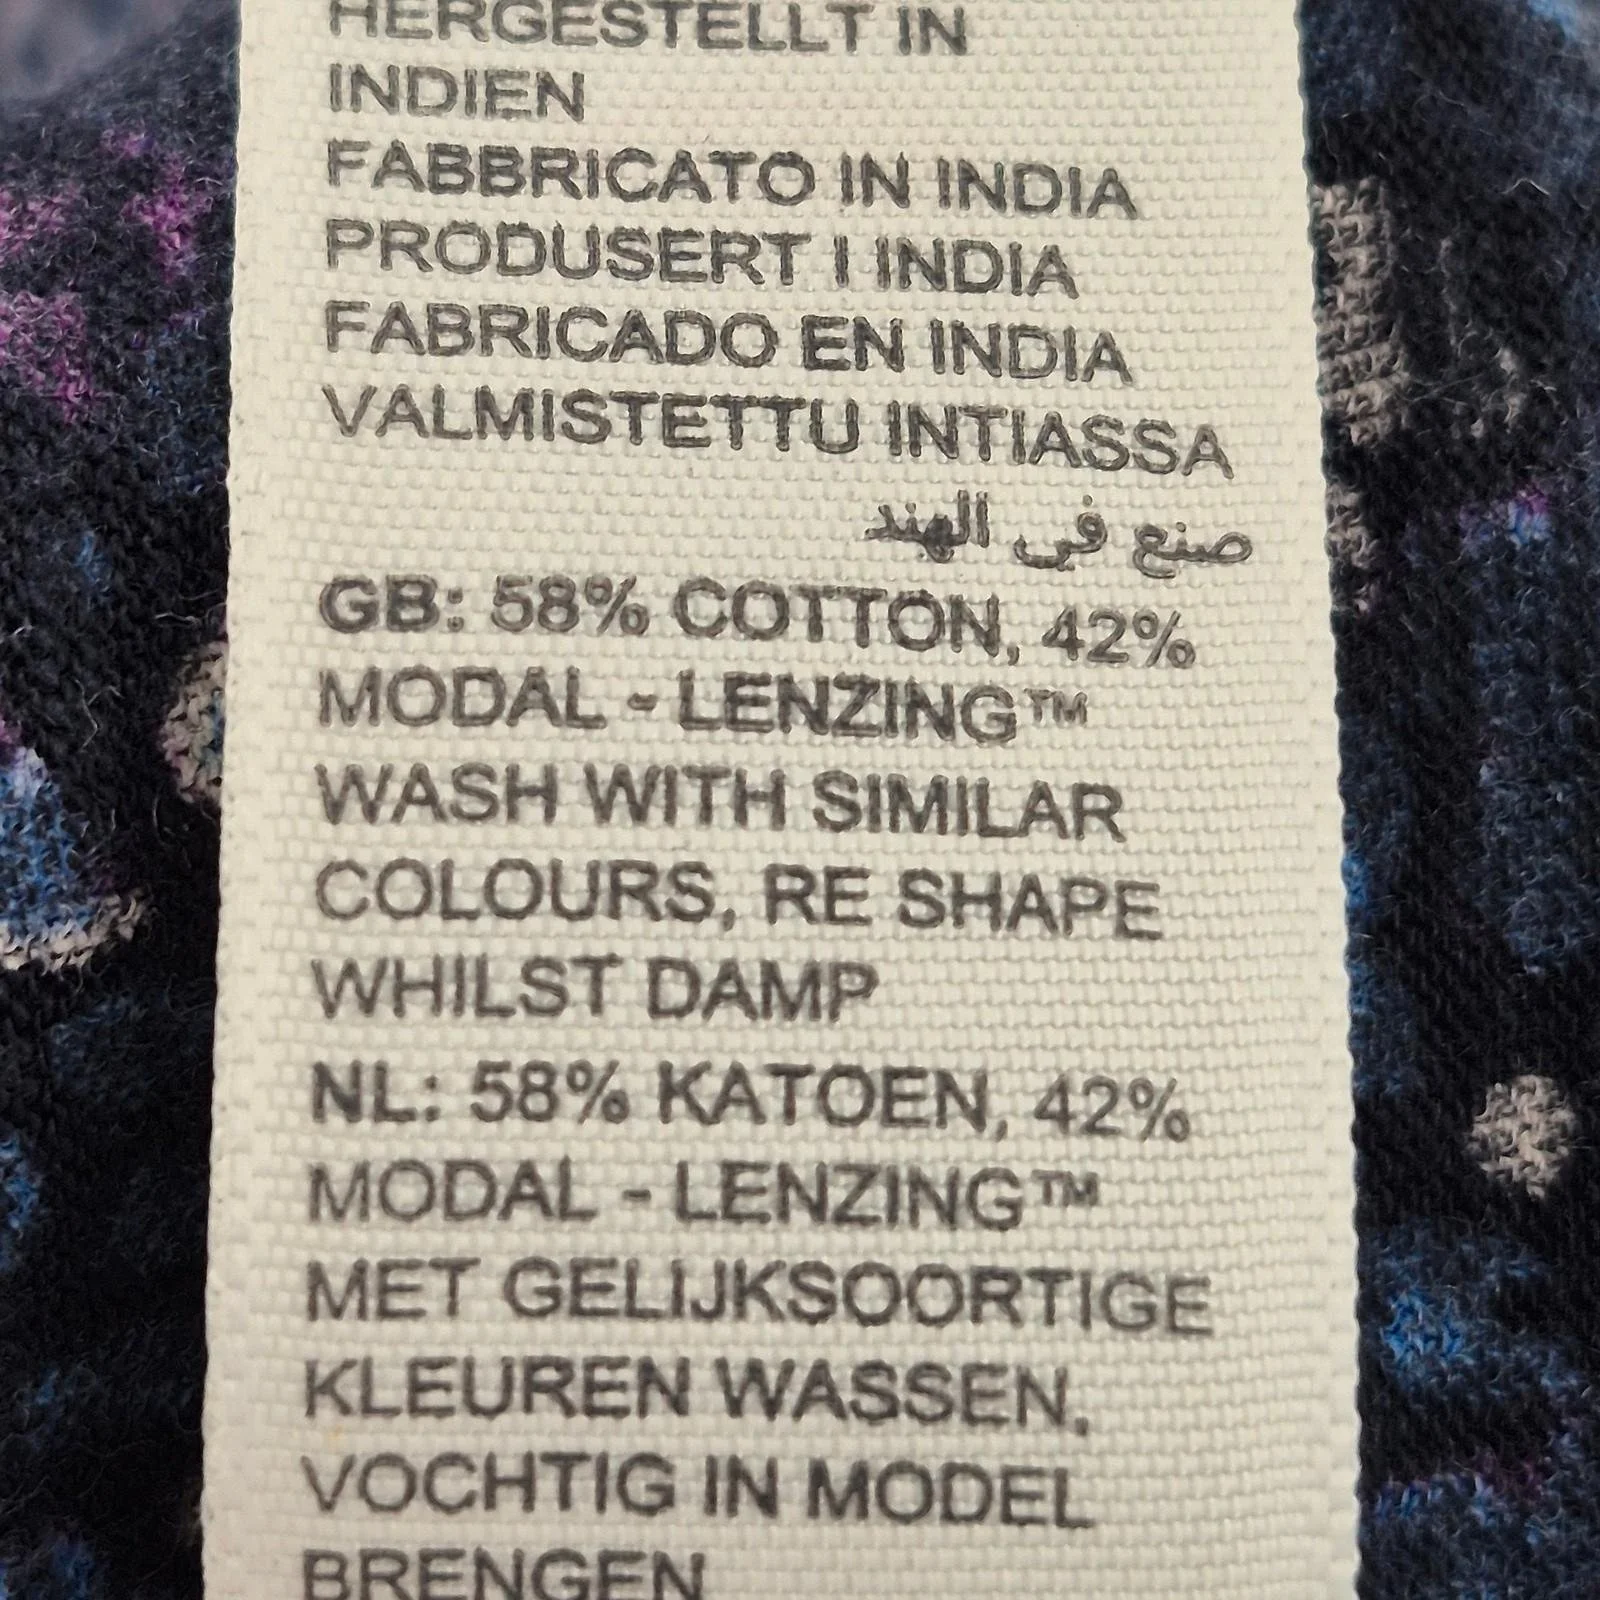 HERGESTELLT IN
INDIEN
FABBRICATO IN INDIA
PRODUSERT I INDIA
FABRICADO EN INDIA
VALMISTETTU INTIASSA
صنع في الهند
GB: 58% COTTON, 42%
MODAL - LENZING™
WASH WITH SIMILAR
COLOURS, RE SHAPE
WHILST DAMP
NL: 58% KATOEN, 42%
MODAL - LENZING™
MET GELIJKSOORTIGE
KLEUREN WASSEN,
VOCHTIG IN MODEL
BRENGEN